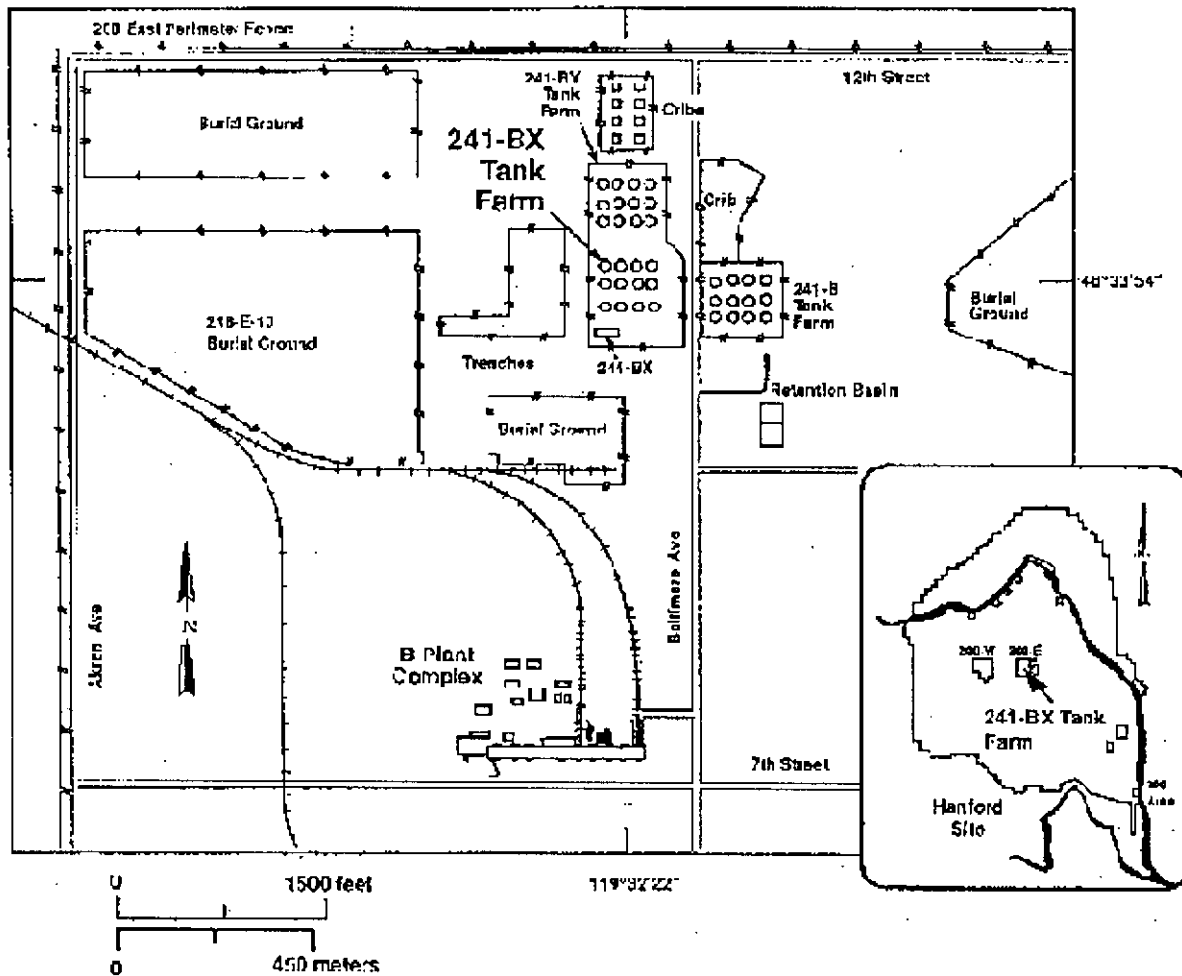 200 East Perimeter Fence
12th Street
241-BY
Tank
Farm
Cribs
Burial Ground
241-BX
Tank
Farm
Crib
241-B
Tank
Farm
Burial
Ground
218-E-10
Burial Ground
Trenches
244-BX
Retention Basin
Burial Ground
Baltimore Ave
Akron Ave
N
B Plant
Complex
7th Street
200-W
200-E
241-BX Tank
Farm
Hanford
Site
Area
0
1500 feet
0
450 meters